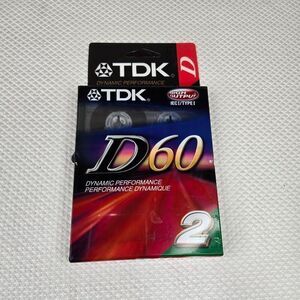 TDK
D
DYNAMIC PERFORMANCE
TDK
HIGH
OUTPUT
IEC I / TYPE I
D60
DYNAMIC PERFORMANCE
PERFORMANCE DYNAMIQUE
2